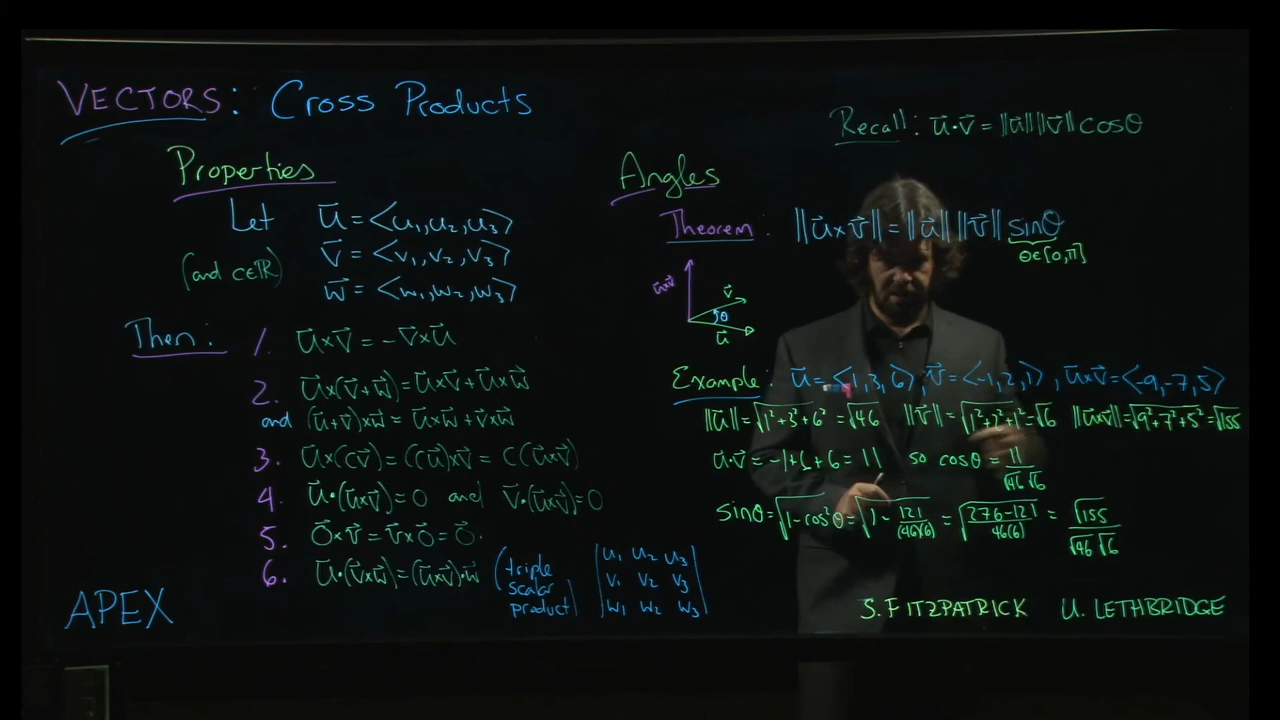 VECTORS: Cross Products
Recall: u⃗·v⃗ = ||u⃗|| ||v⃗|| cosθ
Properties
Let u⃗ = <u₁,u₂,u₃>
(and c∈ℝ) v⃗ = <v₁,v₂,v₃>
w⃗ = <w₁,w₂,w₃>
Then: 1. u⃗×v⃗ = -v⃗×u⃗
2. u⃗×(v⃗+w⃗) = u⃗×v⃗ + u⃗×w⃗
and (u⃗+v⃗)×w⃗ = u⃗×w⃗ + v⃗×w⃗
3. u⃗×(cv⃗) = (cu⃗)×v⃗ = c(u⃗×v⃗)
4. u⃗·(u⃗×v⃗) = 0 and v⃗·(u⃗×v⃗) = 0
5. 0⃗×v⃗ = v⃗×0⃗ = 0⃗.
6. u⃗·(v⃗×w⃗) = (u⃗×v⃗)·w⃗
(triple
scalar
product)
|u₁ u₂ u₃|
|v₁ v₂ v₃|
|w₁ w₂ w₃|
APEX
Angles
Theorem: ||u⃗×v⃗|| = ||u⃗|| ||v⃗|| sinθ
θ∈[0,π]
u⃗×v⃗
v⃗
θ
u⃗
Example: u⃗ = <1,3,6>, v⃗ = <-1,2,1>, u⃗×v⃗ = <-9,-7,5>
||u⃗|| = √(1²+3²+6²) = √46 ||v⃗|| = √(1²+2²+1²) = √6 ||u⃗×v⃗|| = √(9²+7²+5²) = √155
u⃗·v⃗ = -1+6+6 = 11 so cosθ = 11/(√46 √6)
sinθ = √(1-cos²θ) = √(1 - 121/((46)(6))) = √((276-121)/(46(6))) = √155/(√46 √6)
S. FITZPATRICK U. LETHBRIDGE